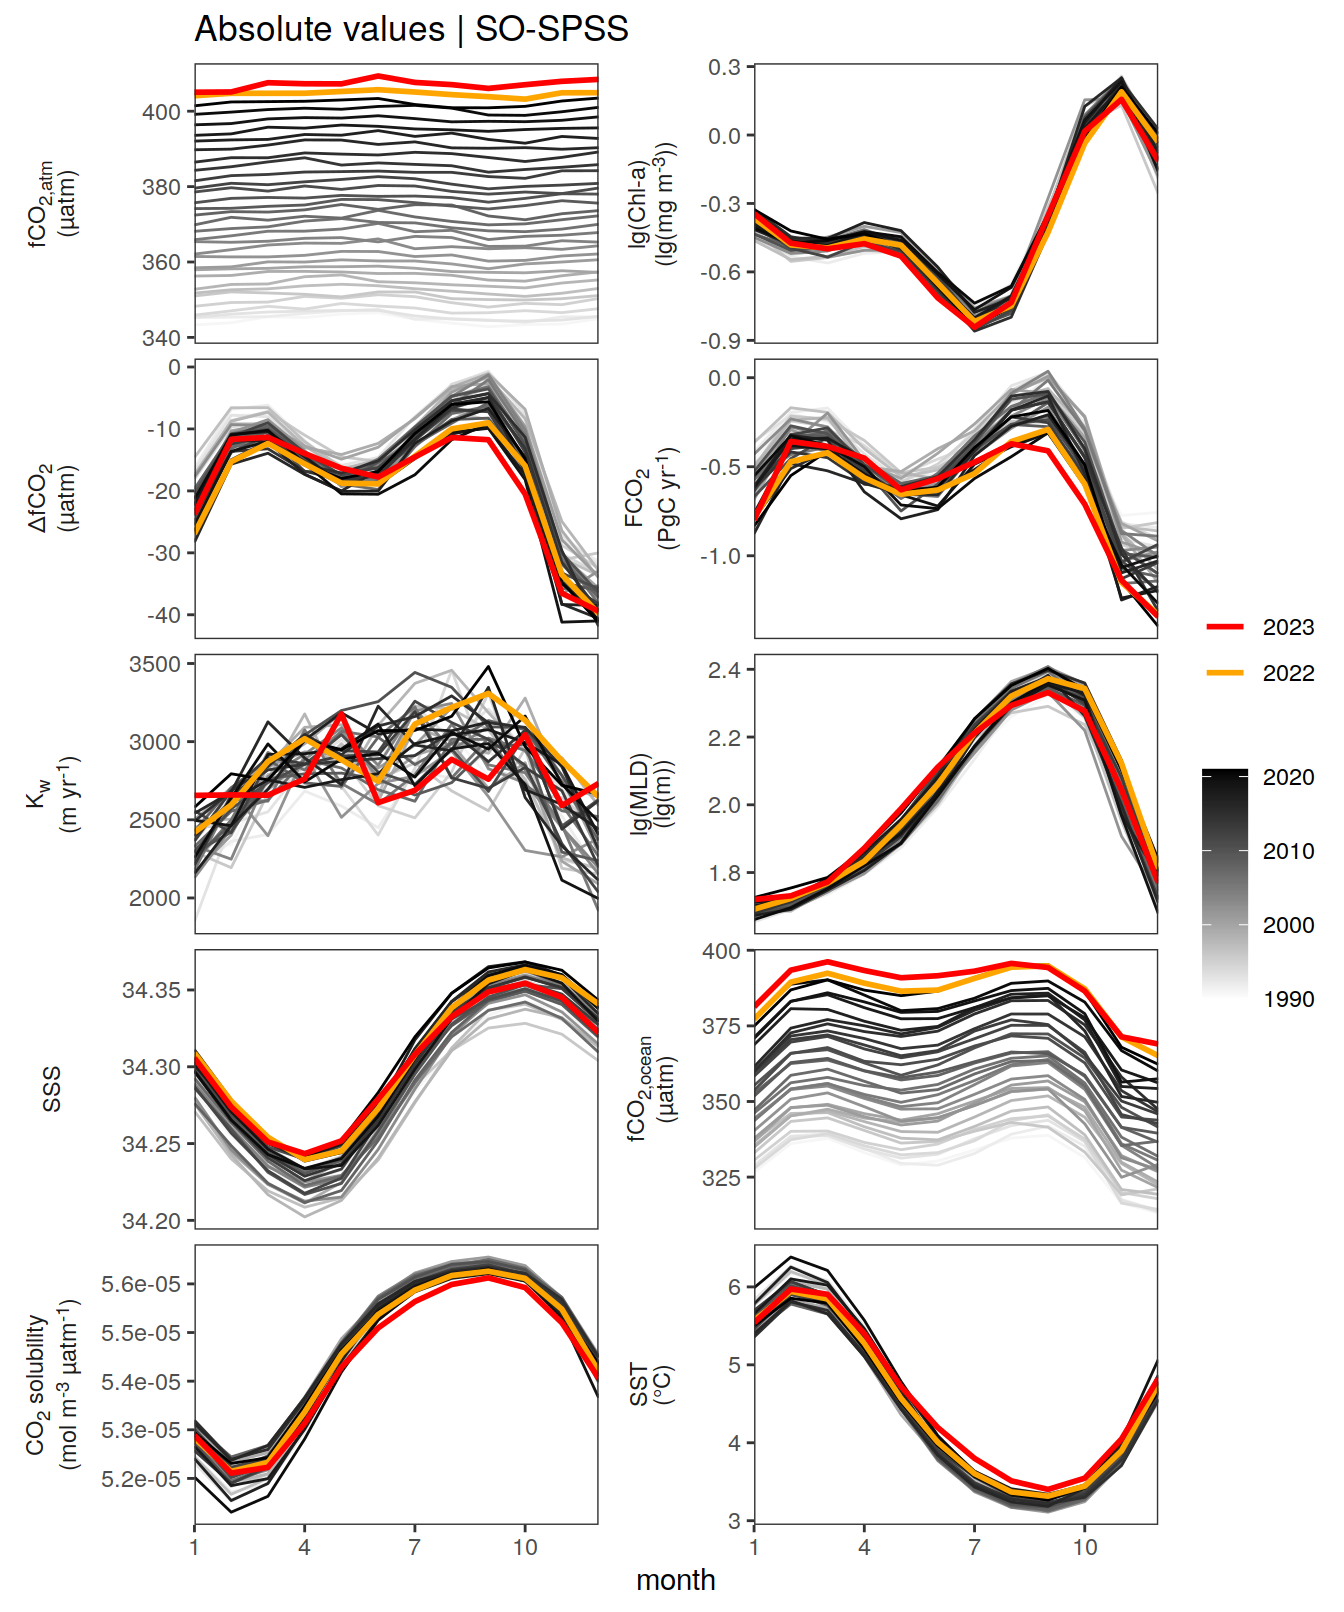 Absolute values | SO-SPSS
fCO2,atm
(µatm)
400
380
360
340
lg(Chl-a)
(lg(mg m-3))
0.3
0.0
-0.3
-0.6
-0.9
ΔfCO2
(µatm)
0
-10
-20
-30
-40
FCO2
(PgC yr-1)
0.0
-0.5
-1.0
Kw
(m yr-1)
3500
3000
2500
2000
lg(MLD)
(lg(m))
2.4
2.2
2.0
1.8
SSS
34.35
34.30
34.25
34.20
fCO2,ocean
(µatm)
400
375
350
325
CO2 solubility
(mol m-3 µatm-1)
5.6e-05
5.5e-05
5.4e-05
5.3e-05
5.2e-05
SST
(°C)
6
5
4
3
1 4 7 10
1 4 7 10
month
2023
2022
2020
2010
2000
1990